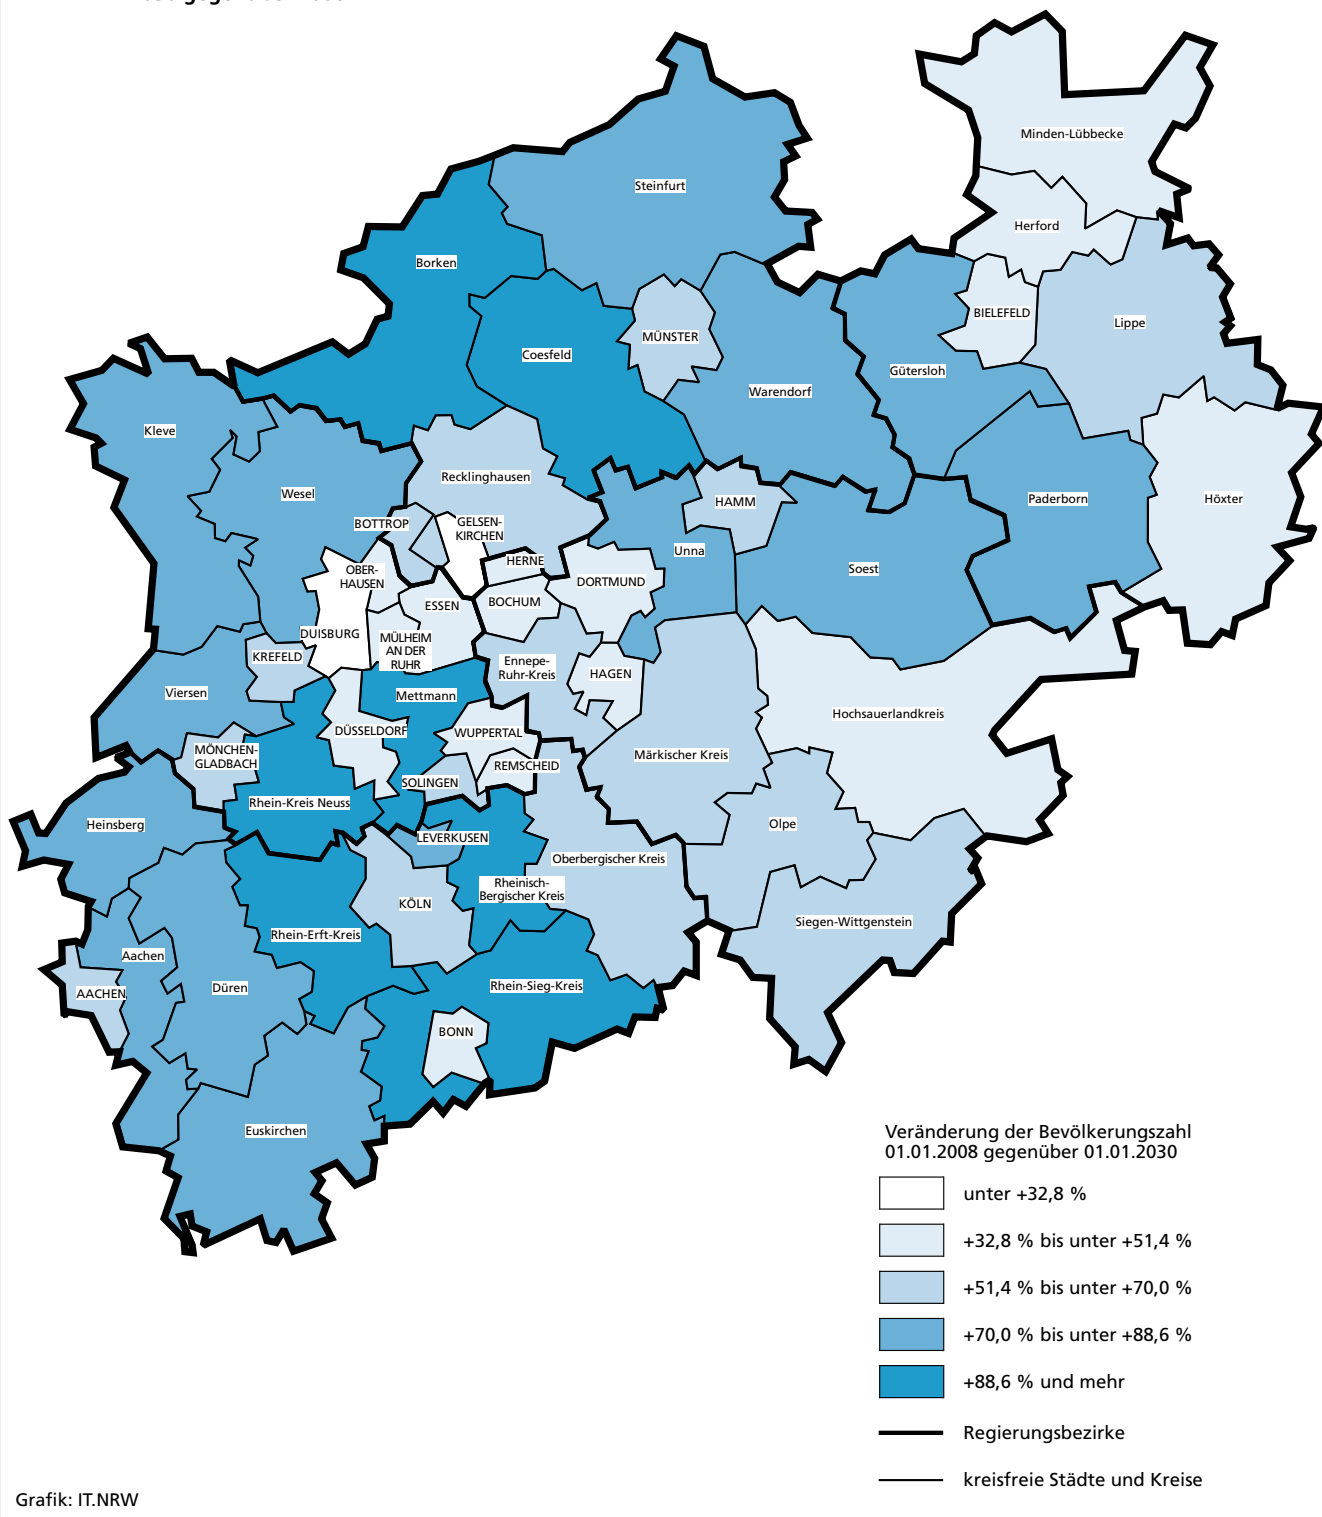 Minden-Lübbecke
Steinfurt
Herford
Borken
BIELEFELD
Lippe
MÜNSTER
Coesfeld
Gütersloh
Warendorf
Kleve
Recklinghausen
Wesel
Paderborn
Höxter
HAMM
BOTTROP
GELSEN-
KIRCHEN
Unna
HERNE
Soest
OBER-
HAUSEN
DORTMUND
ESSEN
BOCHUM
DUISBURG
MÜLHEIM
AN DER
RUHR
KREFELD
Ennepe-
Ruhr-Kreis
HAGEN
Viersen
Mettmann
Hochsauerlandkreis
DÜSSELDORF
WUPPERTAL
MÖNCHEN-
GLADBACH
Märkischer Kreis
REMSCHEID
SOLINGEN
Rhein-Kreis Neuss
Heinsberg
Olpe
LEVERKUSEN
Oberbergischer Kreis
Rheinisch-
Bergischer Kreis
KÖLN
Siegen-Wittgenstein
Rhein-Erft-Kreis
Aachen
Düren
Rhein-Sieg-Kreis
AACHEN
BONN
Euskirchen
Veränderung der Bevölkerungszahl
01.01.2008 gegenüber 01.01.2030
unter +32,8 %
+32,8 % bis unter +51,4 %
+51,4 % bis unter +70,0 %
+70,0 % bis unter +88,6 %
+88,6 % und mehr
Regierungsbezirke
kreisfreie Städte und Kreise
Grafik: IT.NRW